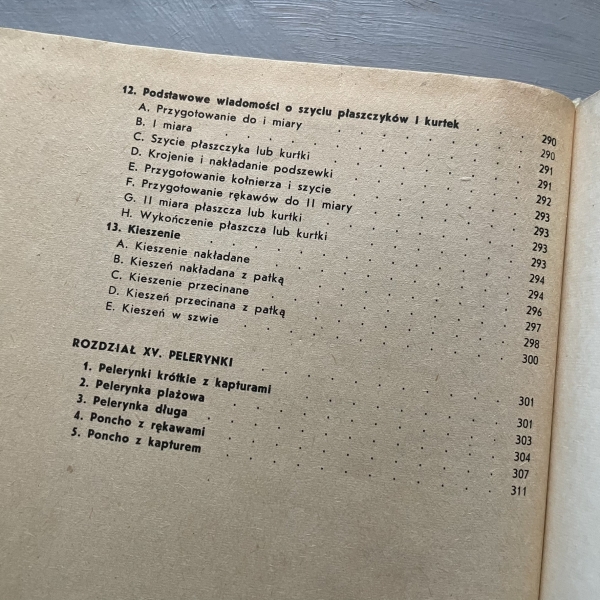 12. Podstawowe wiadomości o szyciu płaszczyków i kurtek . . . 290
A. Przygotowanie do i miary . . . 290
B. I miara . . . 291
C. Szycie płaszczyka lub kurtki . . . 291
D. Krojenie i nakładanie podszewki . . . 292
E. Przygotowanie kołnierza i szycie . . . 293
F. Przygotowanie rękawów do II miary . . . 293
G. II miara płaszcza lub kurtki . . . 293
H. Wykończenie płaszcza lub kurtki . . . 293
13. Kieszenie . . . 294
A. Kieszenie nakładane . . . 294
B. Kieszeń nakładana z patką . . . 296
C. Kieszenie przecinane . . . 297
D. Kieszeń przecinana z patką . . . 298
E. Kieszeń w szwie . . . 300
ROZDZIAŁ XV. PELERYNKI . . . 301
1. Pelerynki krótkie z kapturami . . . 301
2. Pelerynka plażowa . . . 303
3. Pelerynka długa . . . 304
4. Poncho z rękawami . . . 307
5. Poncho z kapturem . . . 311